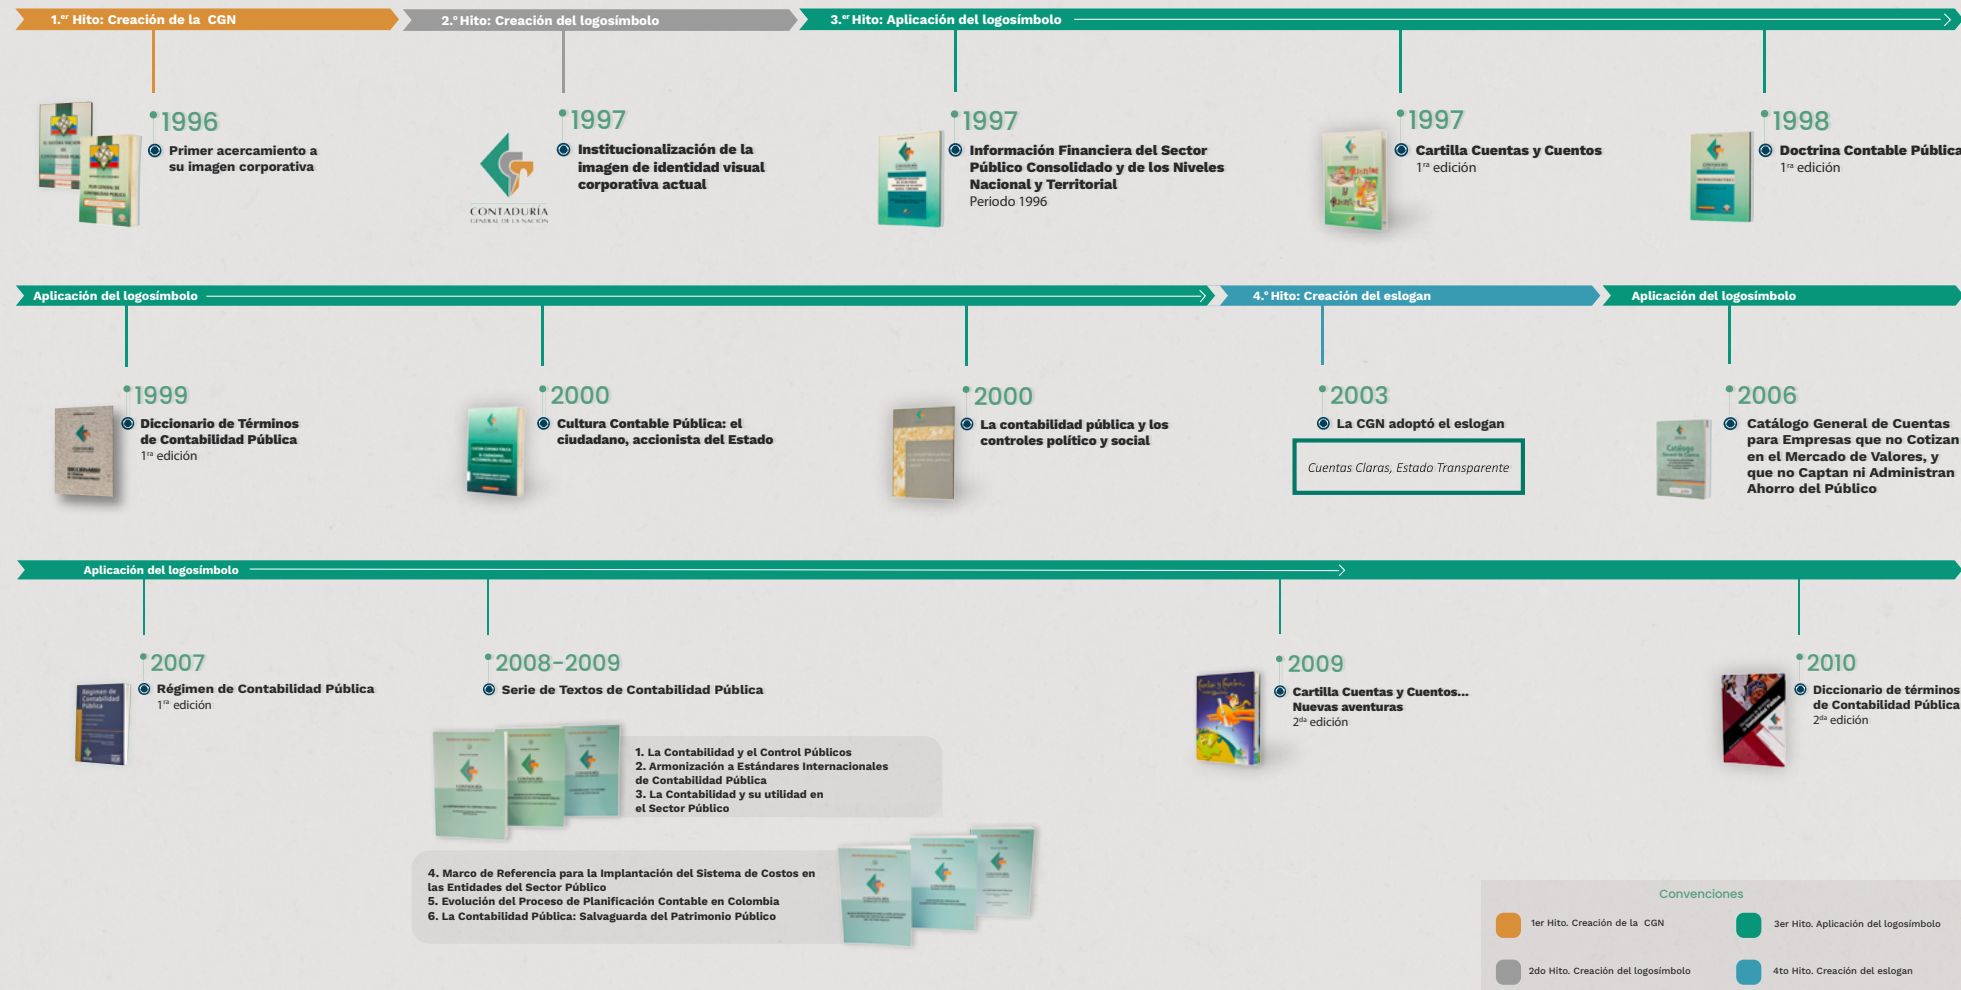 1.er Hito: Creación de la CGN
2.º Hito: Creación del logosímbolo
3.er Hito: Aplicación del logosímbolo
1996
Primer acercamiento a
su imagen corporativa
CONTADURÍA
GENERAL DE LA NACIÓN
1997
Institucionalización de la
imagen de identidad visual
corporativa actual
1997
Información Financiera del Sector
Público Consolidado y de los Niveles
Nacional y Territorial
Periodo 1996
1997
Cartilla Cuentas y Cuentos
1ra edición
1998
Doctrina Contable Pública
1ra edición
Aplicación del logosímbolo
4.º Hito: Creación del eslogan
Aplicación del logosímbolo
1999
Diccionario de Términos
de Contabilidad Pública
1ra edición
2000
Cultura Contable Pública: el
ciudadano, accionista del Estado
2000
La contabilidad pública y los
controles político y social
2003
La CGN adoptó el eslogan
Cuentas Claras, Estado Transparente
Catálogo
General de Cuentas
2006
Catálogo General de Cuentas
para Empresas que no Cotizan
en el Mercado de Valores, y
que no Captan ni Administran
Ahorro del Público
Aplicación del logosímbolo
Régimen de
Contabilidad
Pública
2007
Régimen de Contabilidad Pública
1ra edición
2008-2009
Serie de Textos de Contabilidad Pública
1. La Contabilidad y el Control Públicos
2. Armonización a Estándares Internacionales
de Contabilidad Pública
3. La Contabilidad y su utilidad en
el Sector Público
4. Marco de Referencia para la Implantación del Sistema de Costos en
las Entidades del Sector Público
5. Evolución del Proceso de Planificación Contable en Colombia
6. La Contabilidad Pública: Salvaguarda del Patrimonio Público
2009
Cartilla Cuentas y Cuentos...
Nuevas aventuras
2da edición
2010
Diccionario de términos
de Contabilidad Pública
2da edición
Convenciones
1er Hito. Creación de la CGN
3er Hito. Aplicación del logosímbolo
2do Hito. Creación del logosímbolo
4to Hito. Creación del eslogan